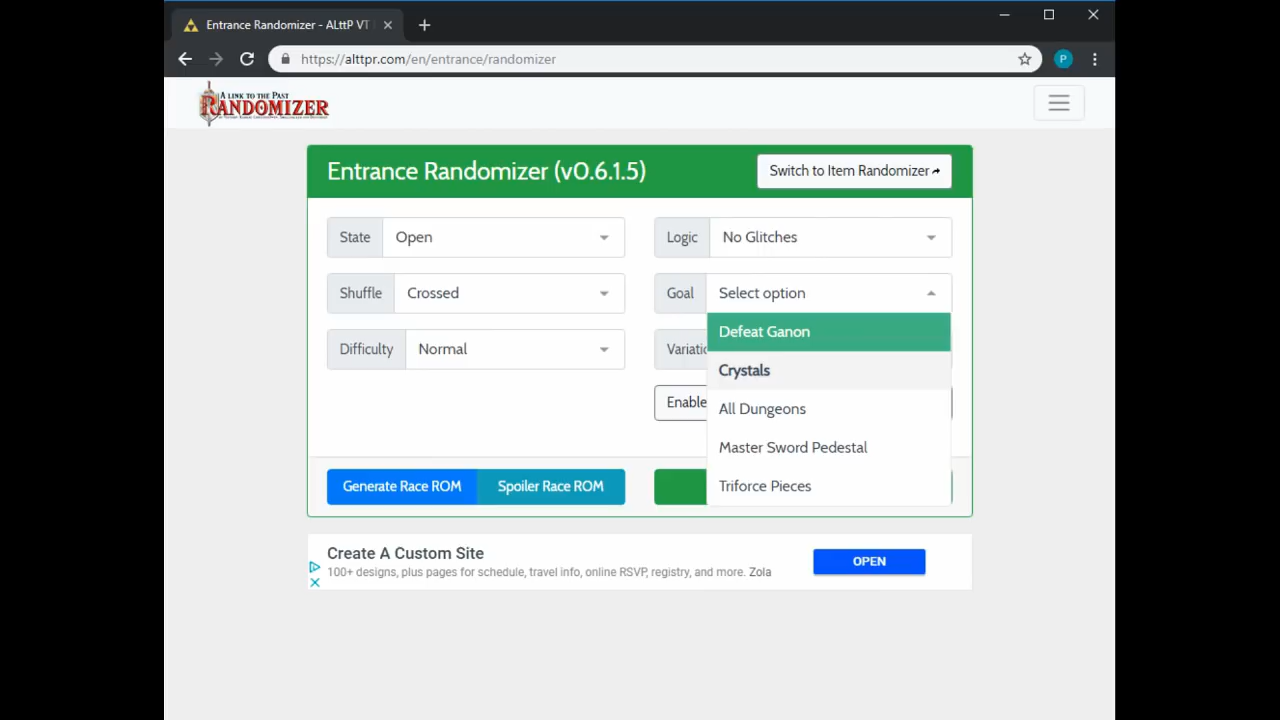 Entrance Randomizer - ALttP VT
https://alttpr.com/en/entrance/randomizer
P
A LINK TO THE PAST
RANDOMIZER
Entrance Randomizer (v0.6.1.5)
Switch to Item Randomizer
State Open
Logic No Glitches
Shuffle Crossed
Goal Select option
Defeat Ganon
Difficulty Normal
Variatio
Crystals
Enable
All Dungeons
Master Sword Pedestal
Generate Race ROM
Spoiler Race ROM
Triforce Pieces
Create A Custom Site
100+ designs, plus pages for schedule, travel info, online RSVP, registry, and more. Zola
OPEN